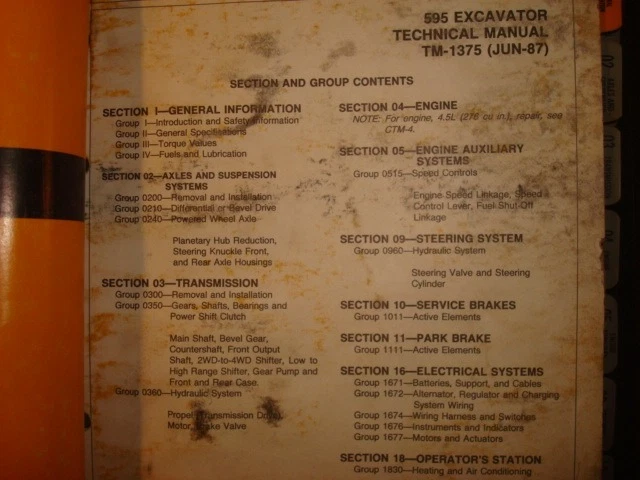 595 EXCAVATOR
TECHNICAL MANUAL
TM-1375 (JUN-87)
SECTION AND GROUP CONTENTS
SECTION I—GENERAL INFORMATION
Group I—Introduction and Safety Information
Group II—General Specifications
Group III—Torque Values
Group IV—Fuels and Lubrication
SECTION 02—AXLES AND SUSPENSION
SYSTEMS
Group 0200—Removal and Installation
Group 0210—Differential or Bevel Drive
Group 0240—Powered Wheel Axle
Planetary Hub Reduction,
Steering Knuckle Front,
and Rear Axle Housings
SECTION 03—TRANSMISSION
Group 0300—Removal and Installation
Group 0350—Gears, Shafts, Bearings and
Power Shift Clutch
Main Shaft, Bevel Gear,
Countershaft, Front Output
Shaft, 2WD-to-4WD Shifter, Low to
High Range Shifter, Gear Pump and
Front and Rear Case.
Group 0360—Hydraulic System
Propel (Transmission Drive)
Motor, Brake Valve
SECTION 04—ENGINE
NOTE: For engine, 4.5L (276 cu in.), repair, see
CTM-4.
SECTION 05—ENGINE AUXILIARY
SYSTEMS
Group 0515—Speed Controls
Engine Speed Linkage, Speed
Control Lever, Fuel Shut-Off
Linkage
SECTION 09—STEERING SYSTEM
Group 0960—Hydraulic System
Steering Valve and Steering
Cylinder
SECTION 10—SERVICE BRAKES
Group 1011—Active Elements
SECTION 11—PARK BRAKE
Group 1111—Active Elements
SECTION 16—ELECTRICAL SYSTEMS
Group 1671—Batteries, Support, and Cables
Group 1672—Alternator, Regulator and Charging
System Wiring
Group 1674—Wiring Harness and Switches
Group 1676—Instruments and Indicators
Group 1677—Motors and Actuators
SECTION 18—OPERATOR'S STATION
Group 1830—Heating and Air Conditioning